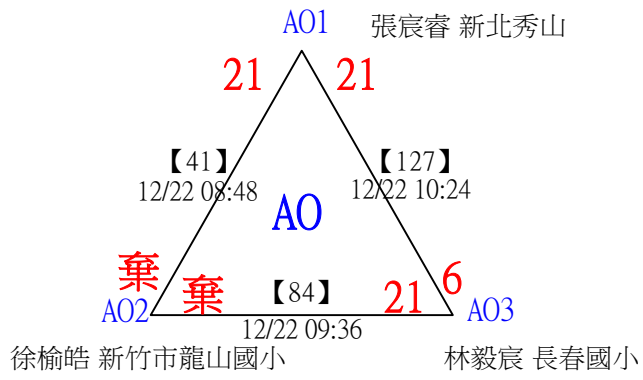 AO1 張宸睿 新北秀山
21 21
【41】 【127】
12/22 08:48 12/22 10:24
AO
棄 棄 【84】 21 6
AO2 AO3
12/22 09:36
徐榆皓 新竹市龍山國小 林毅宸 長春國小